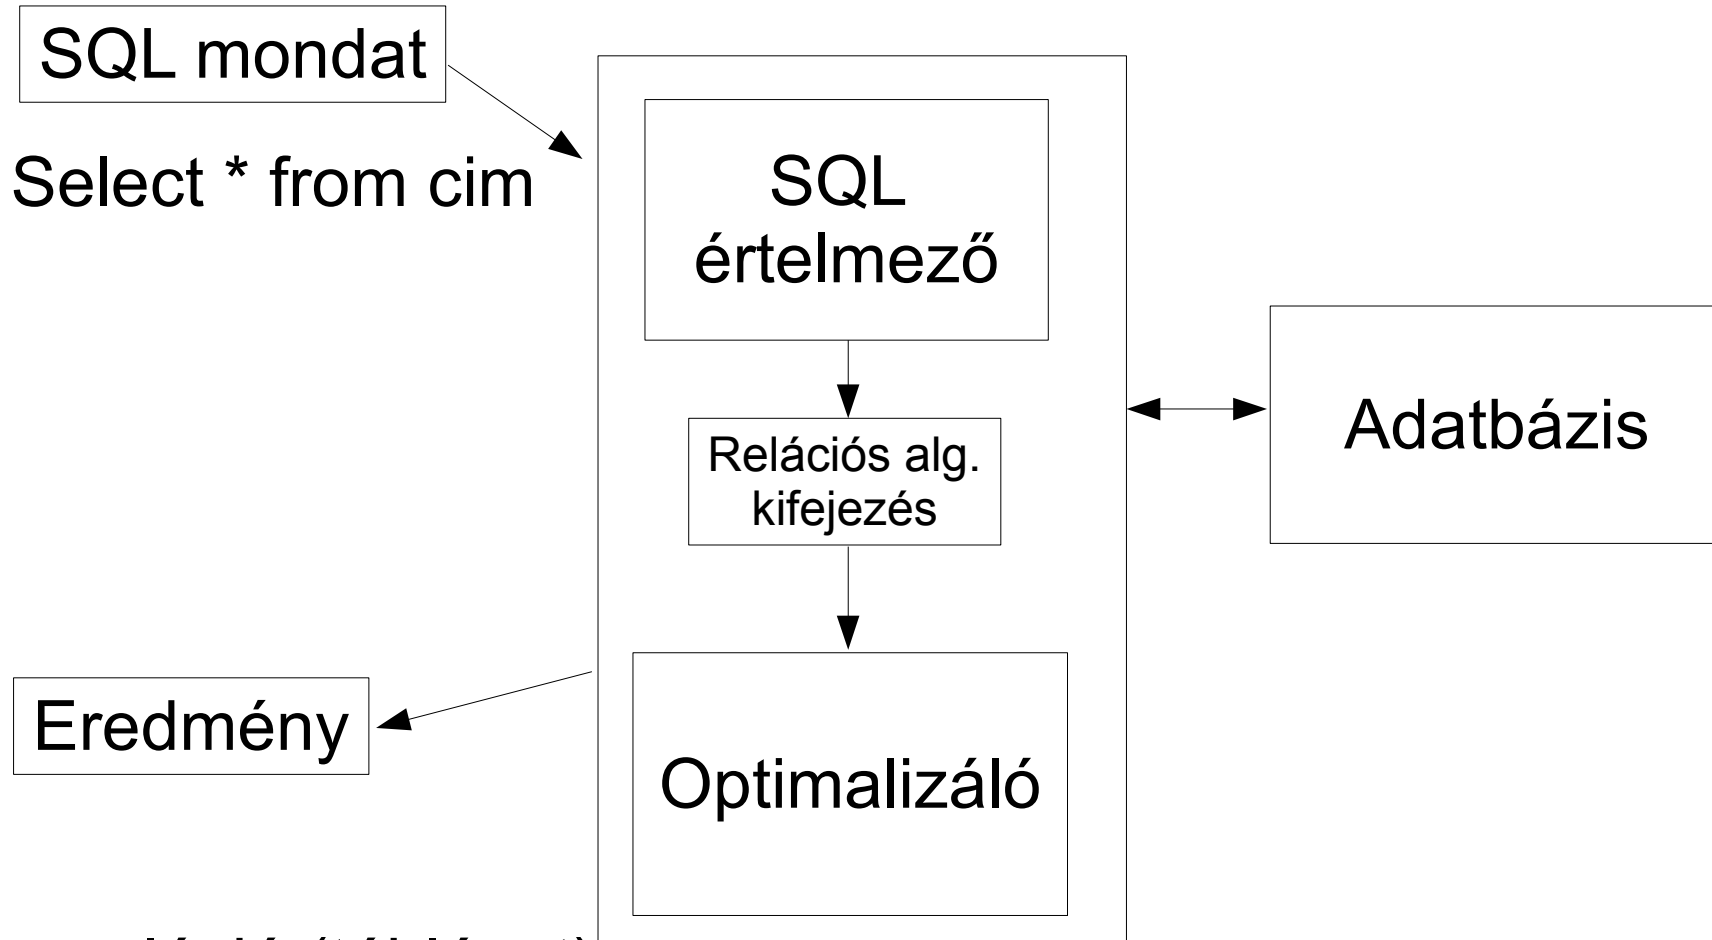 SQL mondat
Select * from cim
SQL
értelmező
Relációs alg.
kifejezés
Adatbázis
Eredmény
Optimalizáló